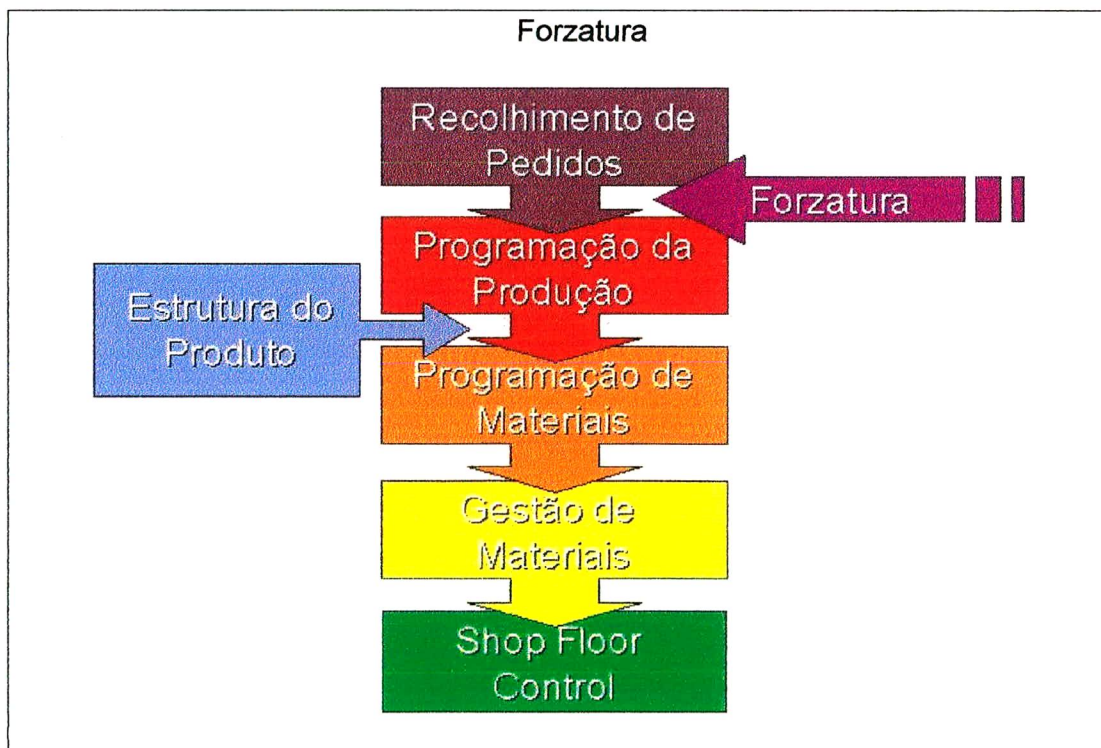 Forzatura
Recolhimento de
Pedidos
Forzatura
Programação da
Produção
Estrutura do
Produto
Programação de
Materiais
Gestão de
Materiais
Shop Floor
Control